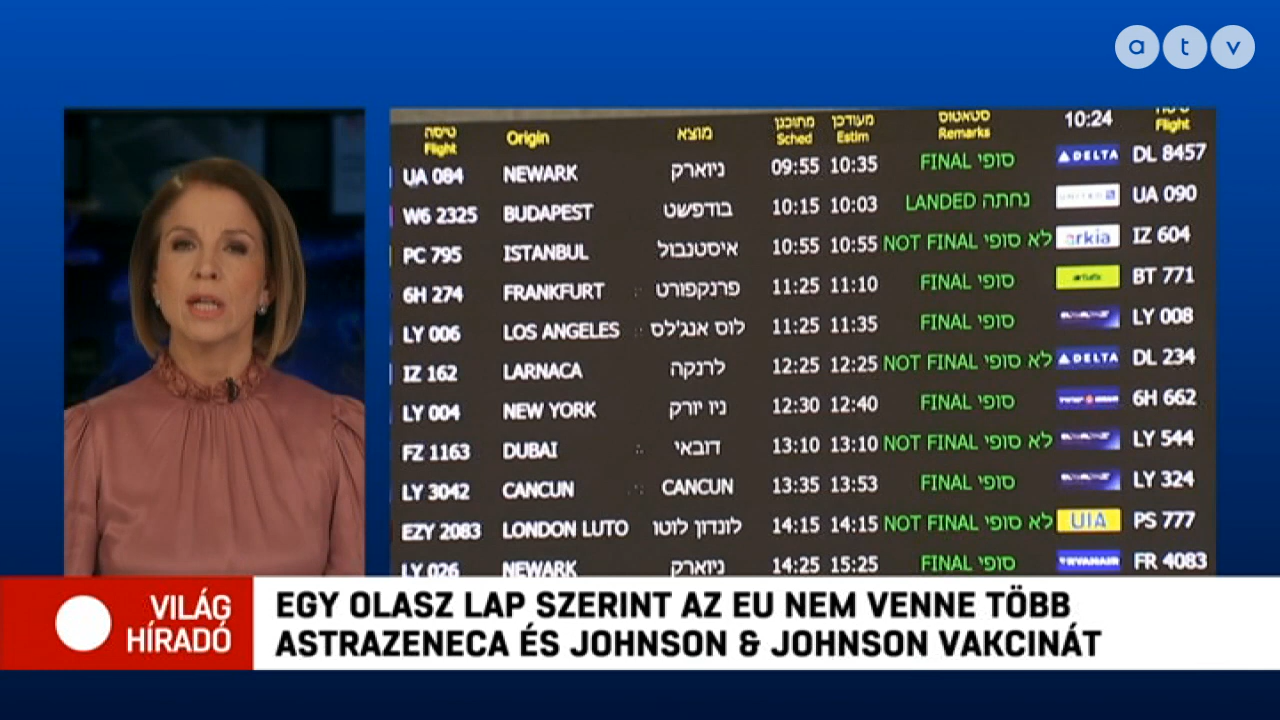 a t v
טיסה מתוכנן מעודכן סטאטוס
Flight Origin מוצא Sched Estim Remarks 10:24 Flight
UA 084 NEWARK ניוארק 09:55 10:35 FINAL סופי DELTA DL 8457
W6 2325 BUDAPEST בודפשט 10:15 10:03 LANDED נחתה UNITED UA 090
PC 795 ISTANBUL איסטנבול 10:55 10:55 NOT FINAL לא סופי arkia IZ 604
6H 274 FRANKFURT פרנקפורט 11:25 11:10 FINAL סופי BT 771
LY 006 LOS ANGELES לוס אנג'לס 11:25 11:35 FINAL סופי LY 008
IZ 162 LARNACA לרנקה 12:25 12:25 NOT FINAL לא סופי DELTA DL 234
LY 004 NEW YORK ניו יורק 12:30 12:40 FINAL סופי 6H 662
FZ 1163 DUBAI דובאי 13:10 13:10 NOT FINAL לא סופי LY 544
LY 3042 CANCUN CANCUN 13:35 13:53 FINAL סופי LY 324
EZY 2083 LONDON LUTO לונדון לוטו 14:15 14:15 NOT FINAL לא סופי UIA PS 777
LY 026 NEWARK ניוארק 14:25 15:25 FINAL סופי RYANAIR FR 4083
VILÁG
HÍRADÓ
EGY OLASZ LAP SZERINT AZ EU NEM VENNE TÖBB
ASTRAZENECA ÉS JOHNSON & JOHNSON VAKCINÁT